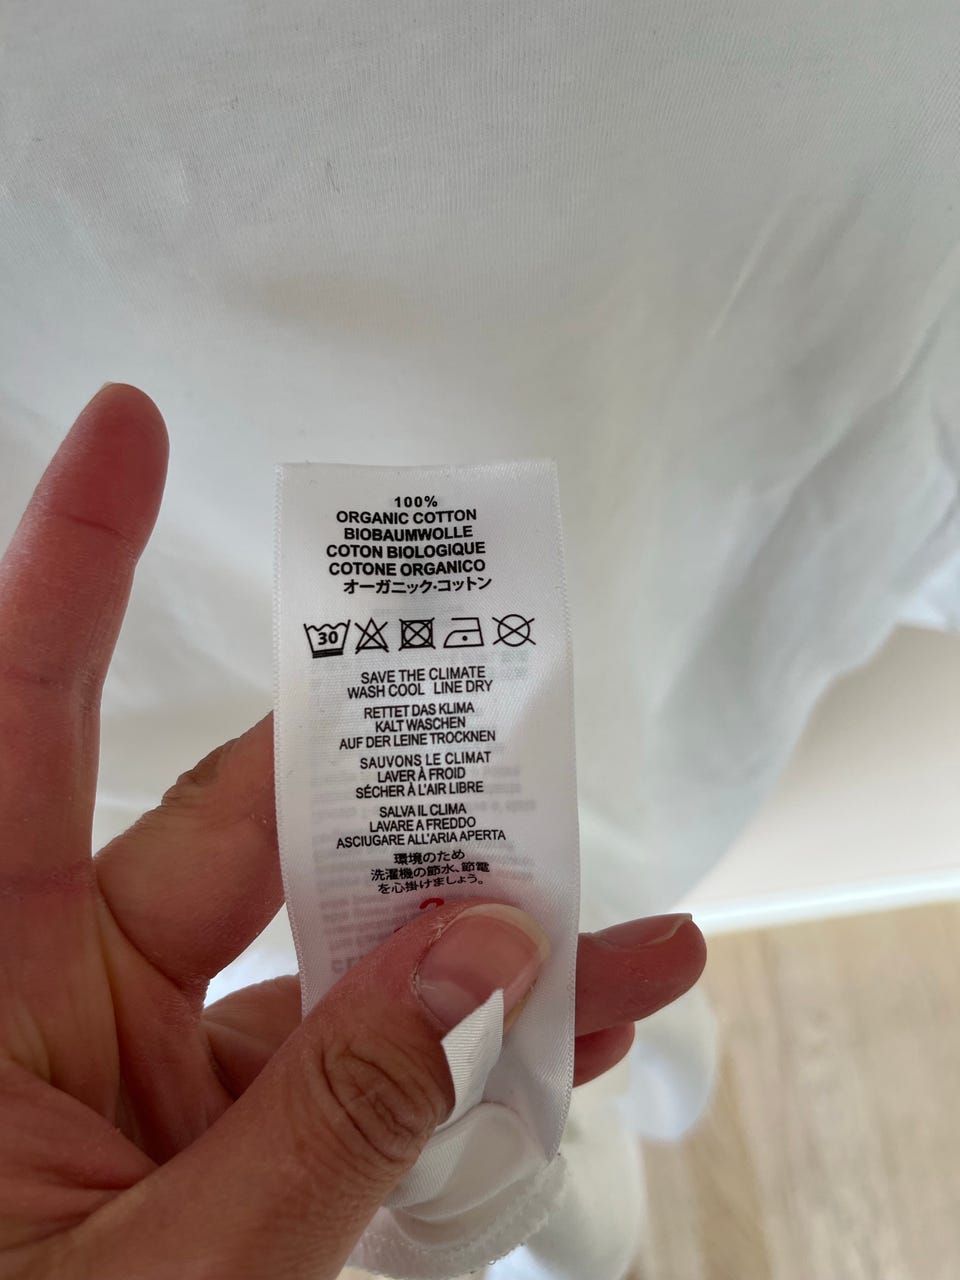 100%
ORGANIC COTTON
BIOBAUMWOLLE
COTON BIOLOGIQUE
COTONE ORGANICO
オーガニック·コットン
30
SAVE THE CLIMATE
WASH COOL LINE DRY
RETTET DAS KLIMA
KALT WASCHEN
AUF DER LEINE TROCKNEN
SAUVONS LE CLIMAT
LAVER À FROID
SÉCHER À L'AIR LIBRE
SALVA IL CLIMA
LAVARE A FREDDO
ASCIUGARE ALL'ARIA APERTA
環境のため
洗濯機の節水、節電
を心掛けましょう。